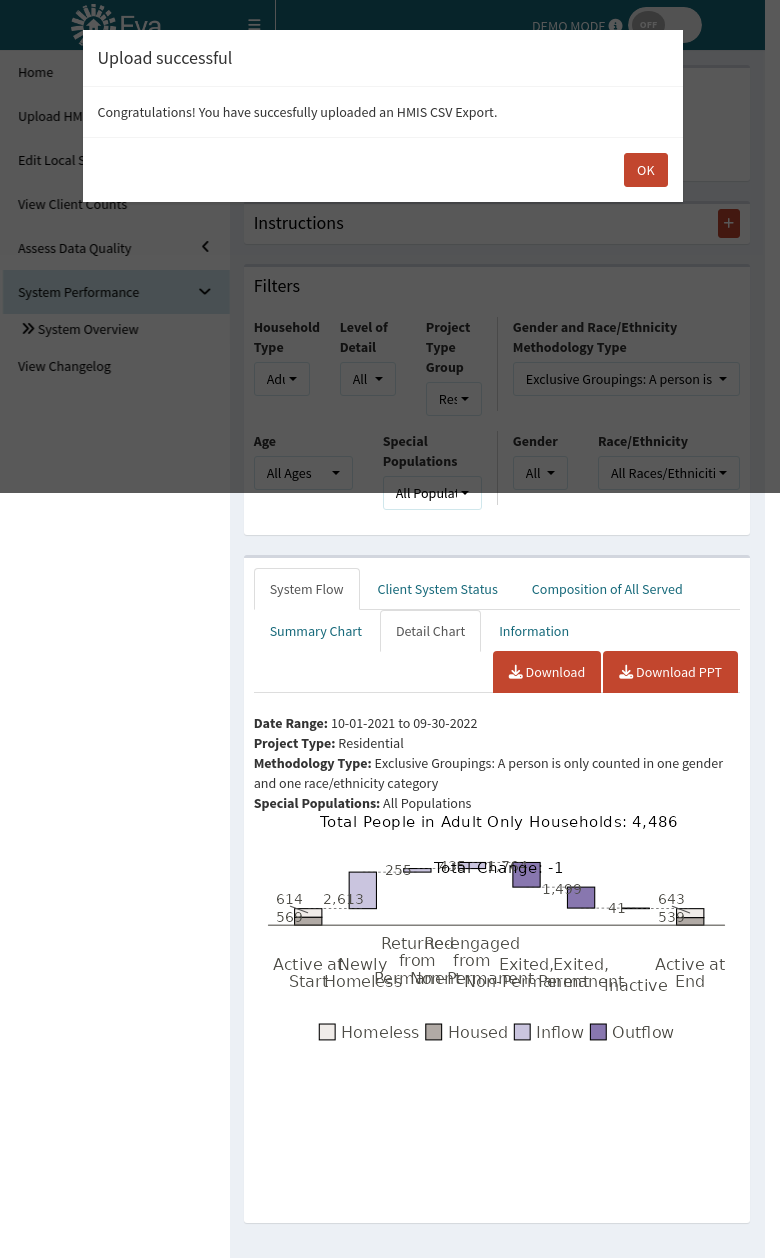 Eva
DEMO MODE
OFF
Upload successful
Congratulations! You have succesfully uploaded an HMIS CSV Export.
OK
Home
Upload HM
Edit Local S
View Client Counts
Assess Data Quality
System Performance
System Overview
View Changelog
Instructions
Filters
Household Type
Level of Detail
Project Type Group
Gender and Race/Ethnicity Methodology Type
All
Exclusive Groupings: A person is
Age
Special Populations
Gender
Race/Ethnicity
All Ages
All Populat
All
All Races/Ethniciti
System Flow
Client System Status
Composition of All Served
Summary Chart
Detail Chart
Information
Download
Download PPT
Date Range: 10-01-2021 to 09-30-2022
Project Type: Residential
Methodology Type: Exclusive Groupings: A person is only counted in one gender
and one race/ethnicity category
Special Populations: All Populations
Total People in Adult Only Households: 4,486
Total Change: -1
614
569
2,613
255
1,499
41
643
539
Active at Start
Newly Homeless
Returned from Permanent
Reengaged from Non-Permanent
Exited, Non-Permanent
Exited, Permanent
Inactive
Active at End
Homeless
Housed
Inflow
Outflow